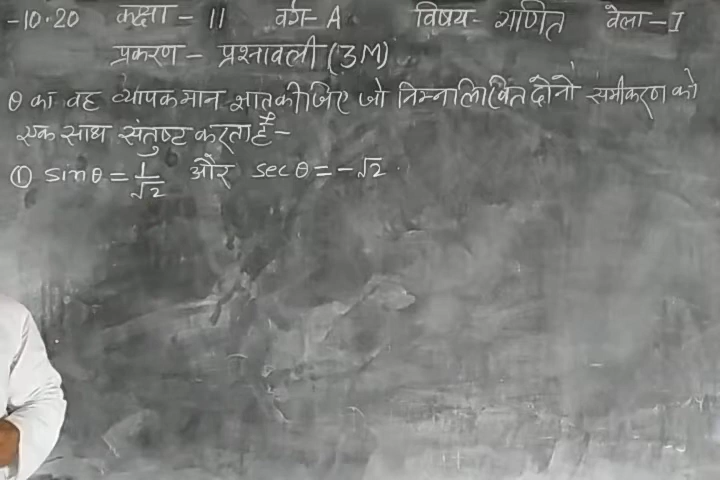 -10.20 कक्षा - 11 वर्ग - A विषय - गणित वेला - I
प्रकरण - प्रश्नावली (3M)
θ का वह व्यापक मान ज्ञात कीजिए जो निम्नलिखित दोनों समीकरण को
एक साथ संतुष्ट करता है -
① sinθ = 1/√2 और secθ = -√2.